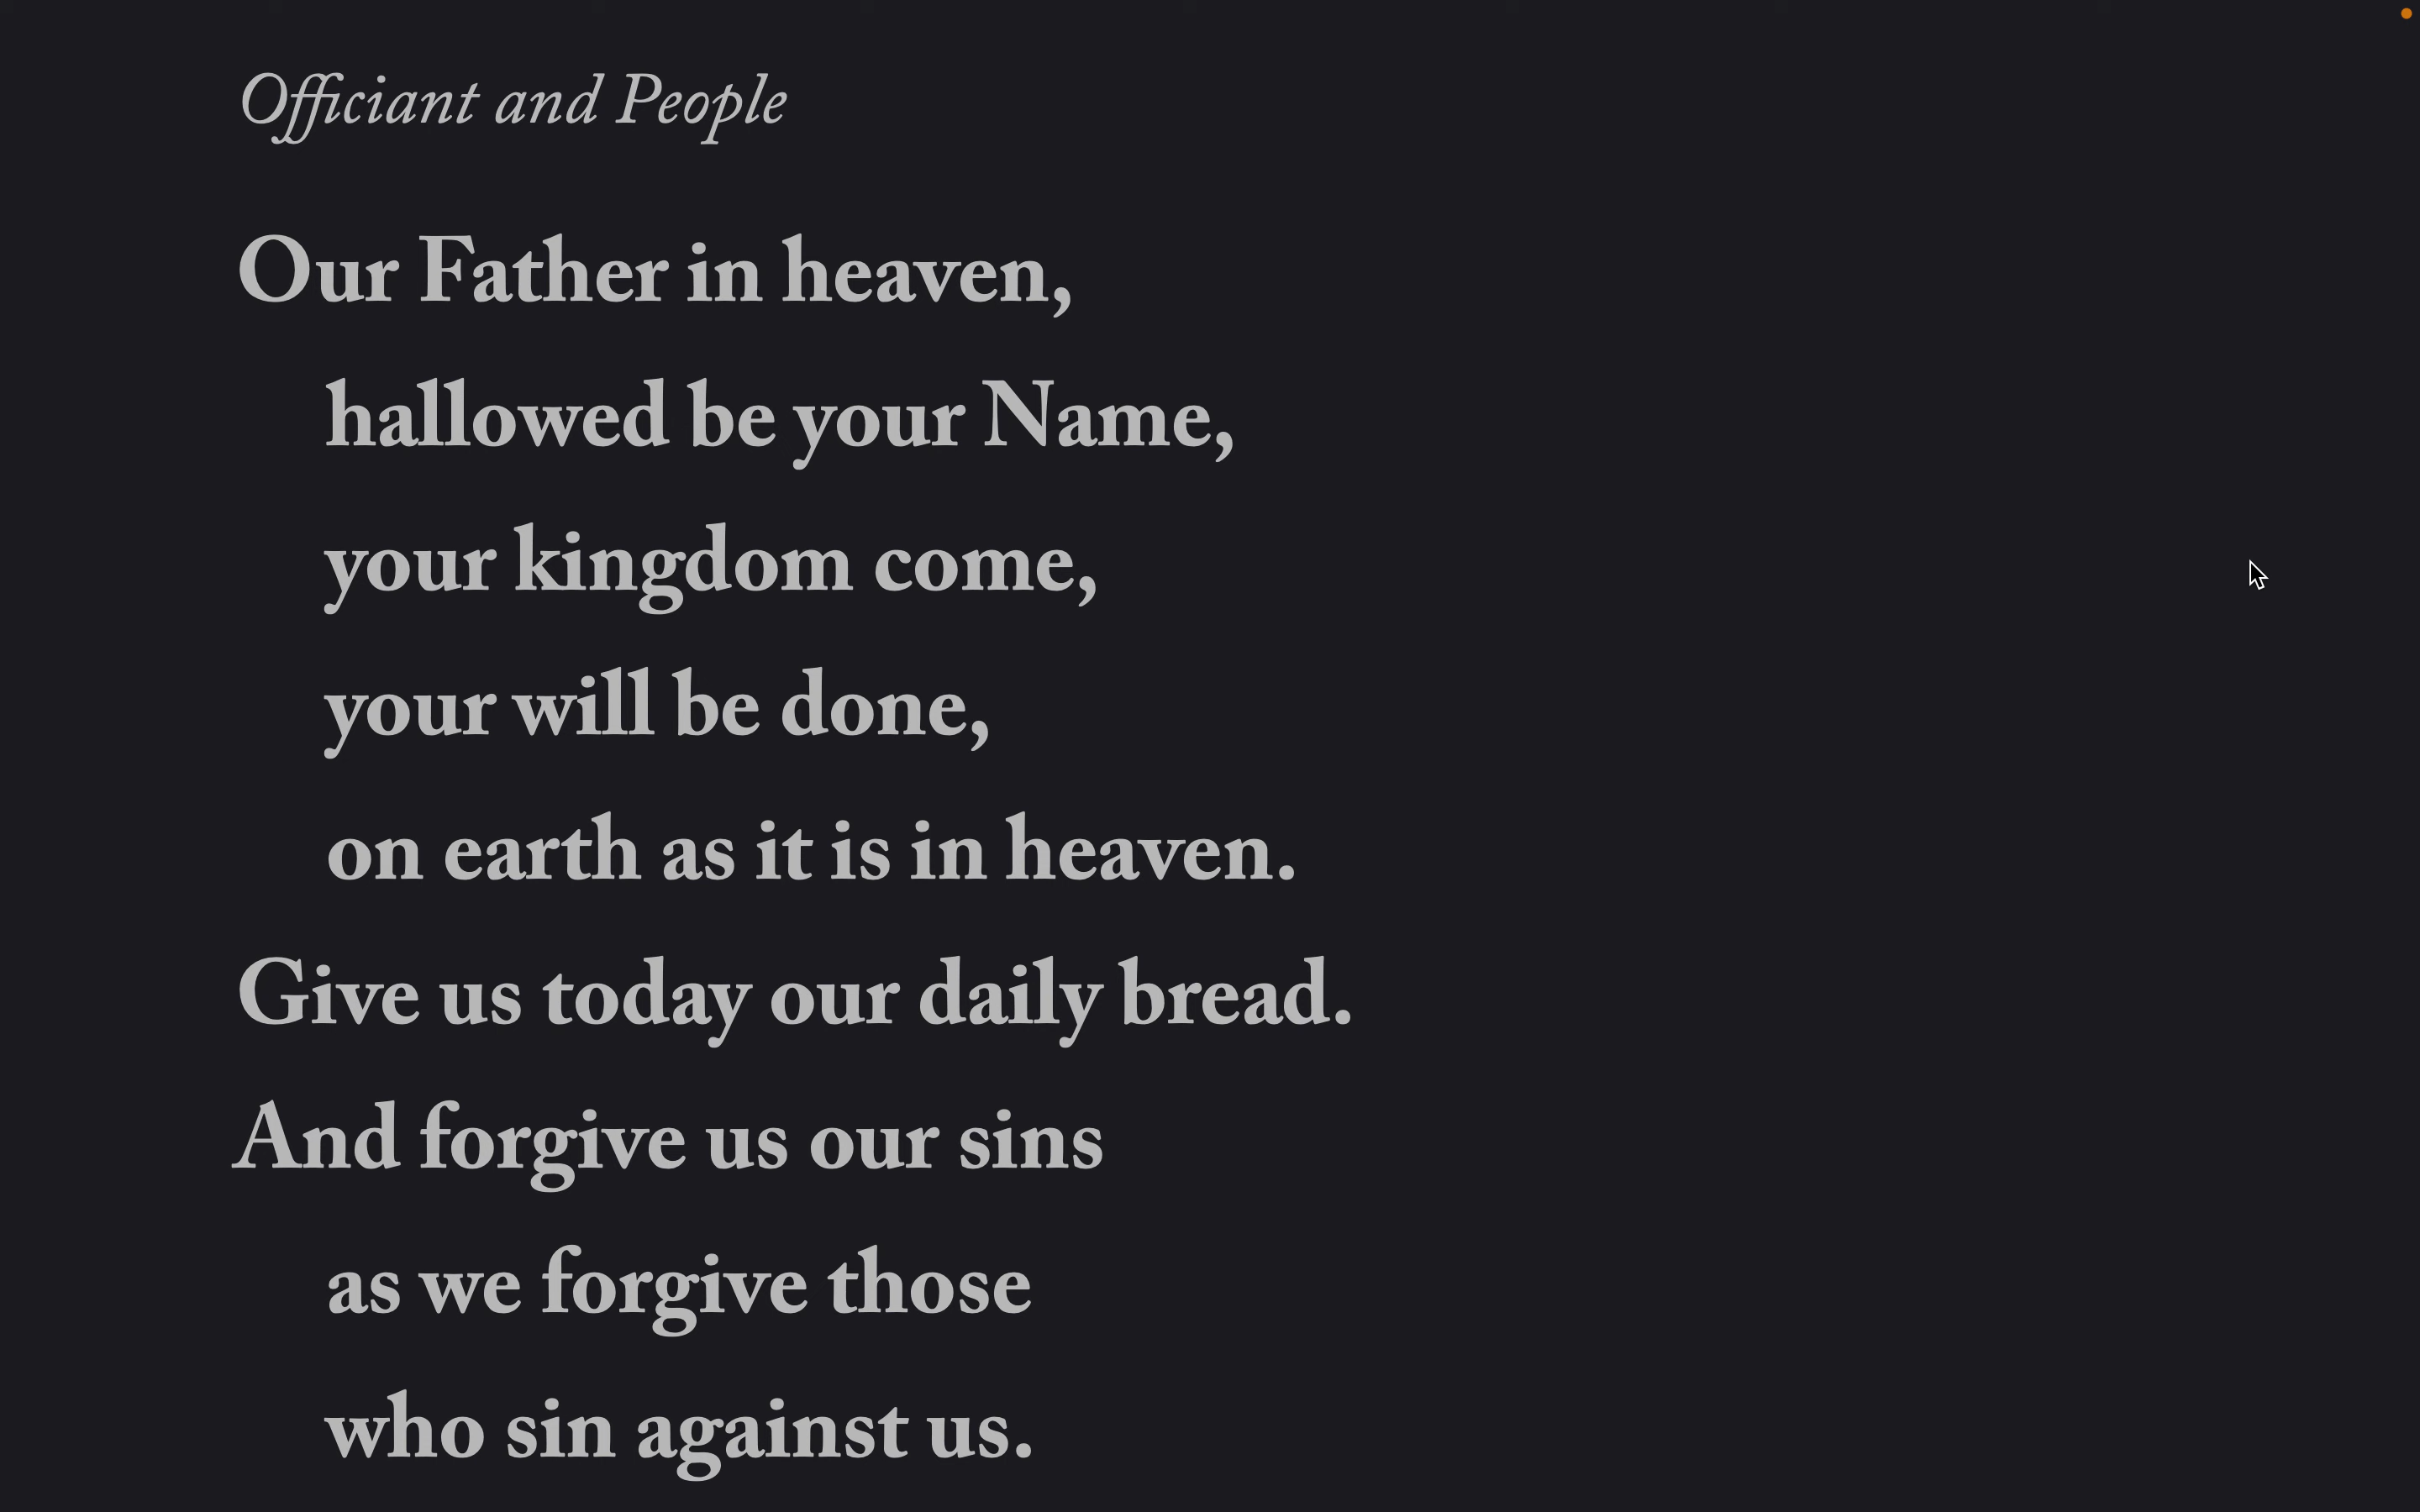 Officiant and People
Our Father in heaven,
hallowed be your Name,
your kingdom come,
your will be done,
on earth as it is in heaven.
Give us today our daily bread.
And forgive us our sins
as we forgive those
who sin against us.